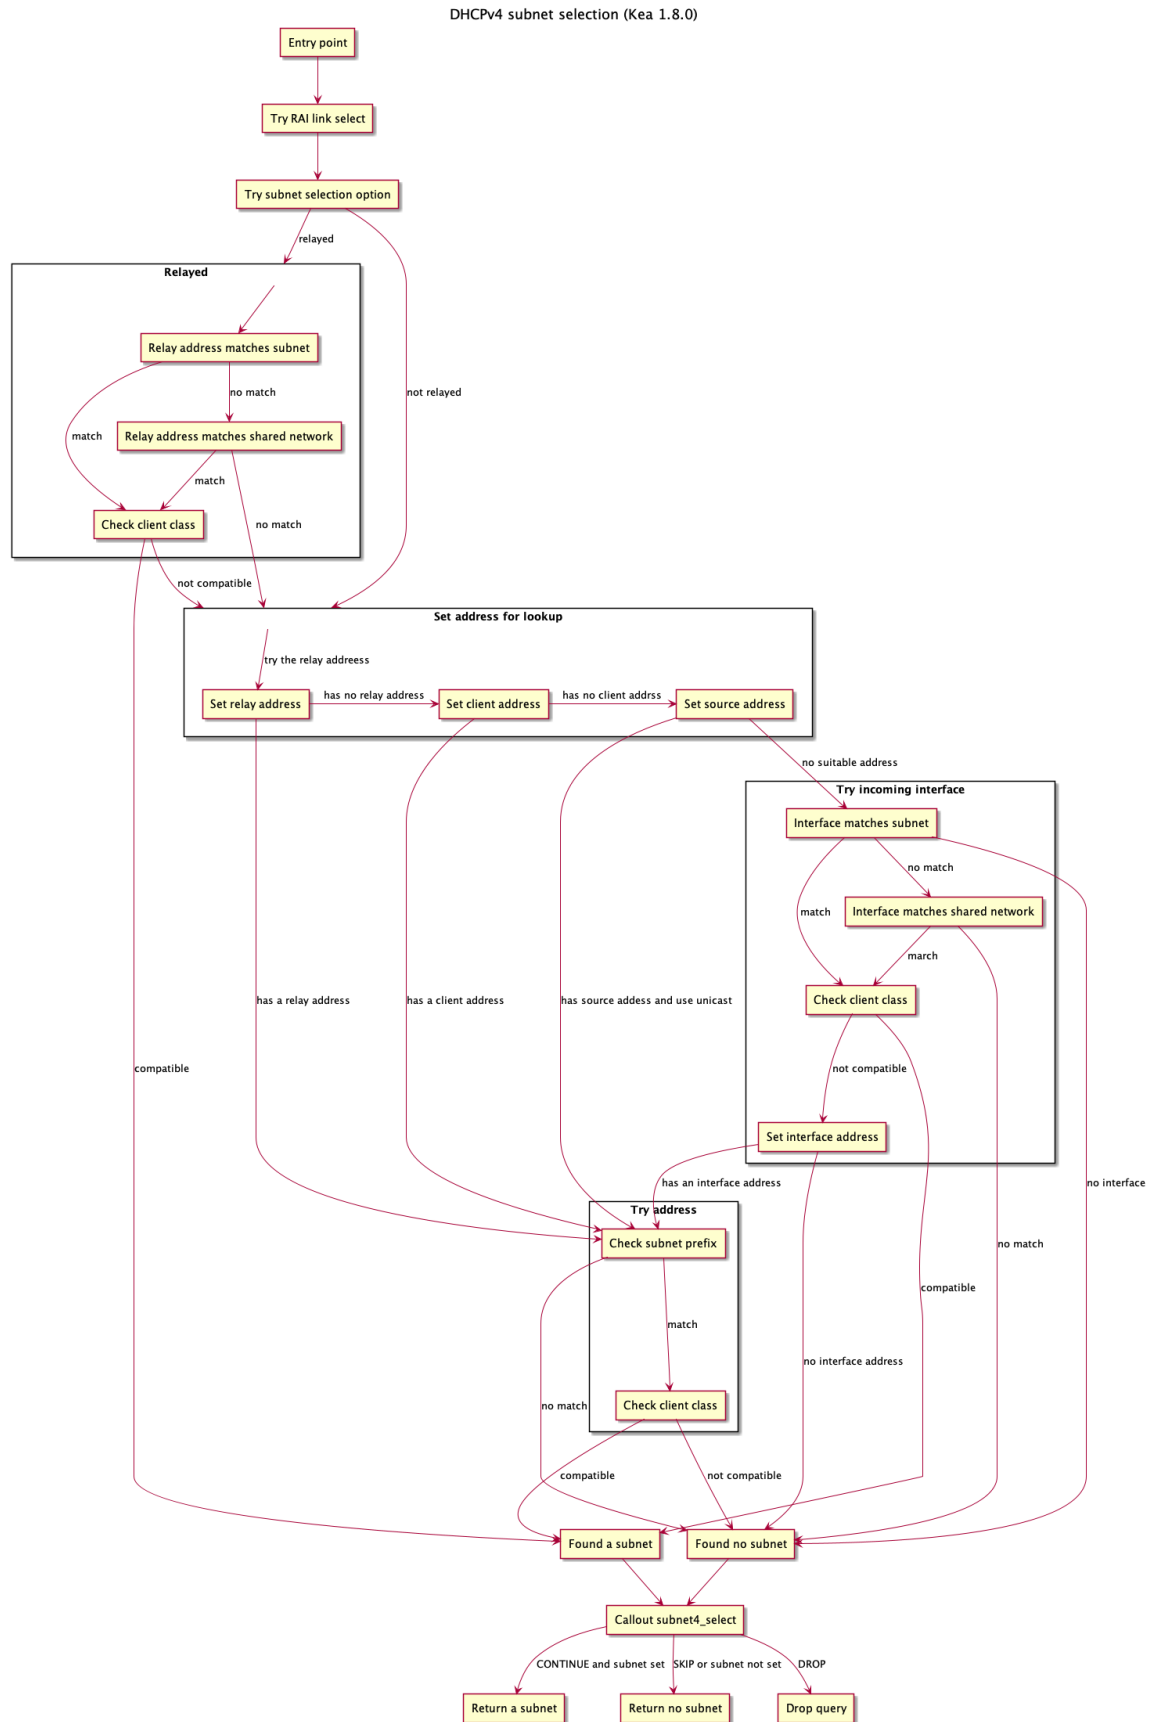 DHCPv4 subnet selection (Kea 1.8.0)
Entry point
Try RAI link select
Try subnet selection option
relayed
Relayed
Relay address matches subnet
no match
not relayed
match
Relay address matches shared network
match
Check client class
no match
not compatible
Set address for lookup
try the relay addreess
Set relay address
has no relay address
Set client address
has no client addrss
Set source address
no suitable address
Try incoming interface
Interface matches subnet
no match
match
Interface matches shared network
march
Check client class
has a relay address
has a client address
has source addess and use unicast
compatible
not compatible
Set interface address
has an interface address
no interface
Try address
Check subnet prefix
no match
compatible
match
no interface address
no match
Check client class
compatible
not compatible
Found a subnet
Found no subnet
Callout subnet4_select
CONTINUE and subnet set
SKIP or subnet not set
DROP
Return a subnet
Return no subnet
Drop query